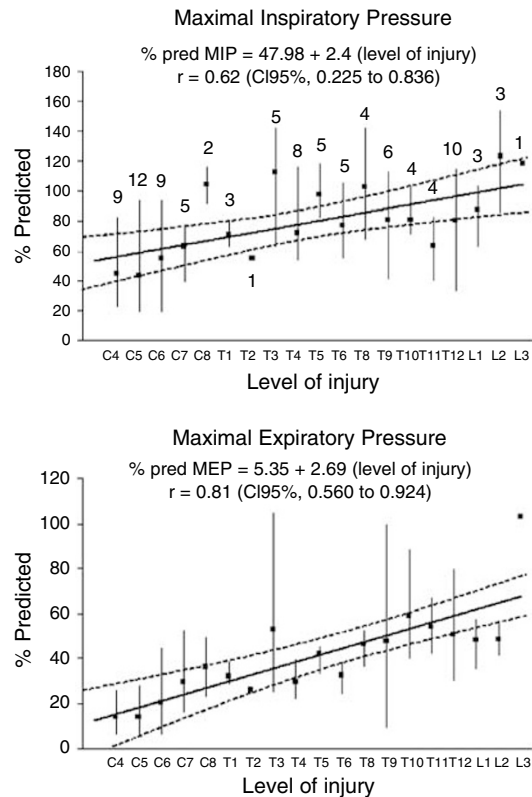 Maximal Inspiratory Pressure
% pred MIP = 47.98 + 2.4 (level of injury)
r = 0.62 (CI95%, 0.225 to 0.836)
% Predicted
180
160
140
120
100
80
60
40
20
0
9 12 9 5 2 3 1 5 8 5 5 4 6 4 4 10 3 3 1
C4 C5 C6 C7 C8 T1 T2 T3 T4 T5 T6 T8 T9 T10 T11 T12 L1 L2 L3
Level of injury
Maximal Expiratory Pressure
% pred MEP = 5.35 + 2.69 (level of injury)
r = 0.81 (CI95%, 0.560 to 0.924)
% Predicted
120
100
80
60
40
20
0
C4 C5 C6 C7 C8 T1 T2 T3 T4 T5 T6 T8 T9 T10 T11 T12 L1 L2 L3
Level of injury